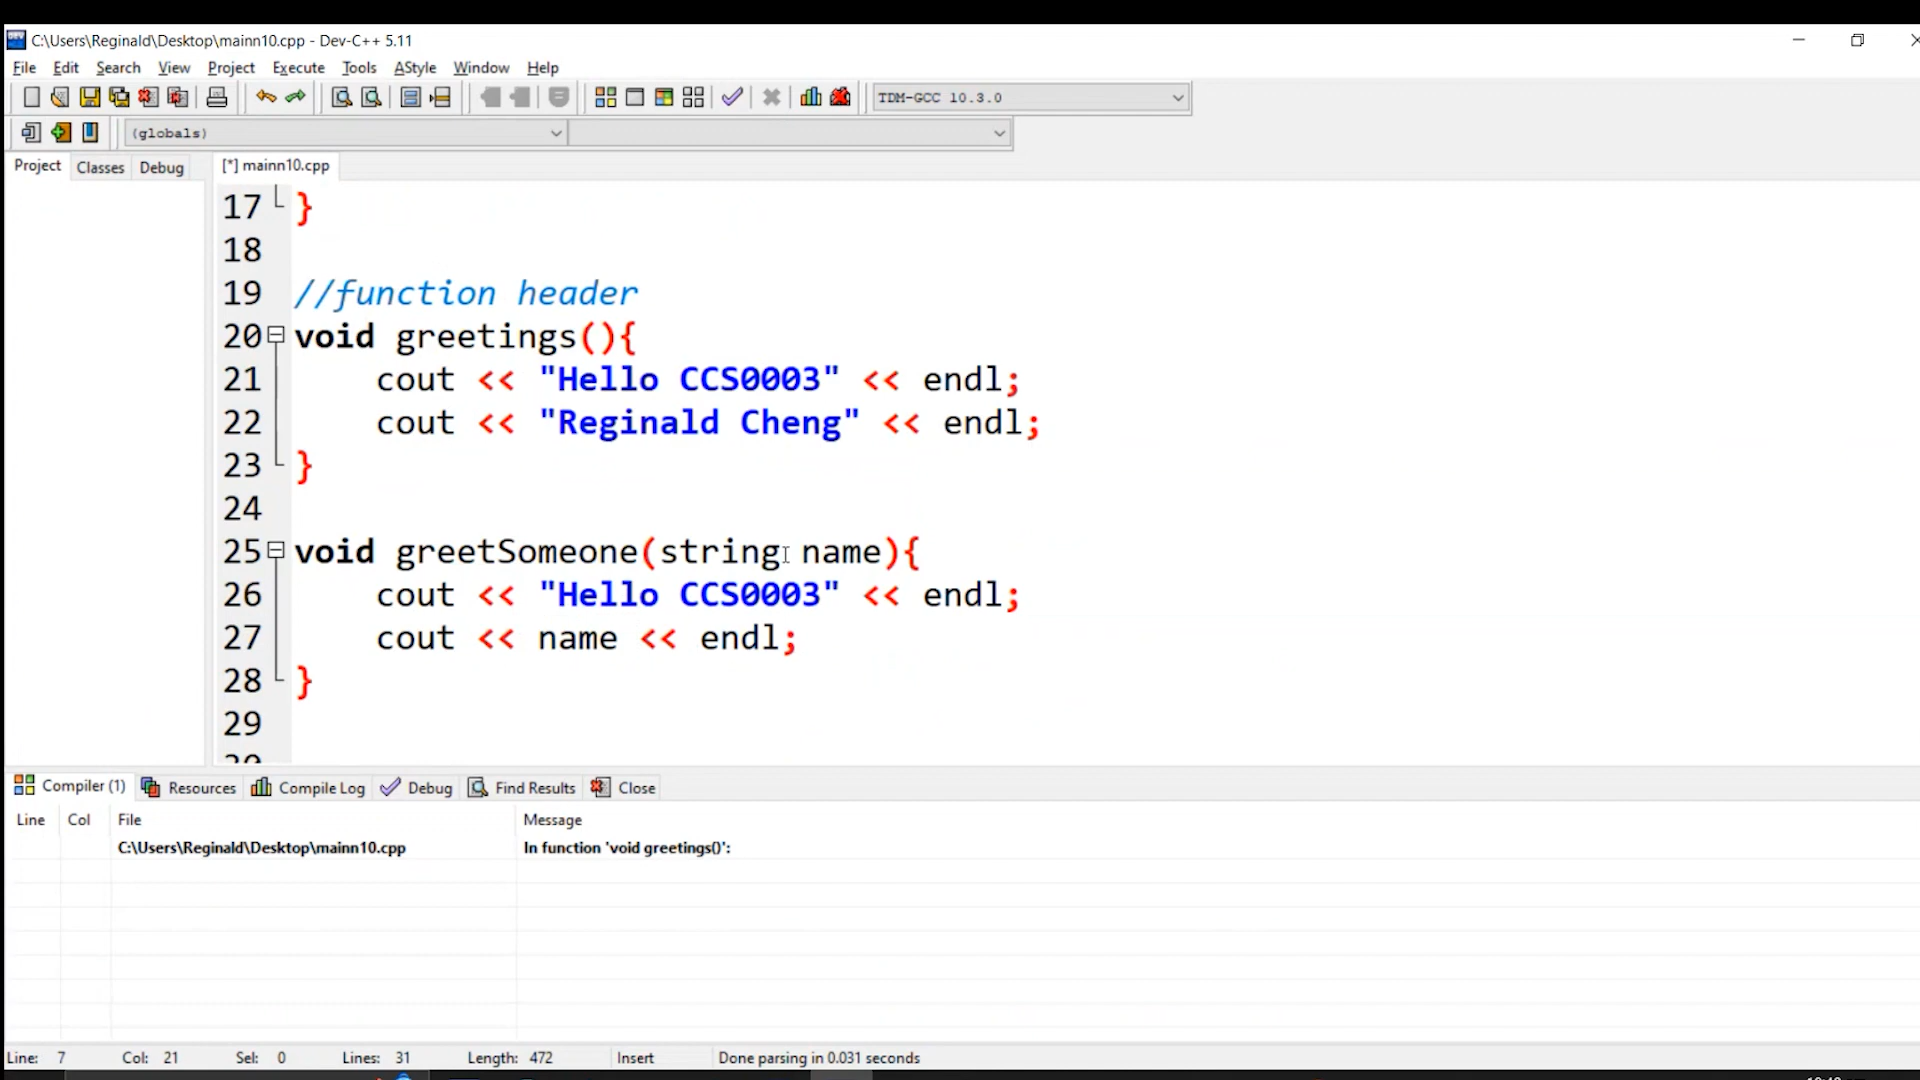 C:\Users\Reginald\Desktop\mainn10.cpp - Dev-C++ 5.11
File Edit Search View Project Execute Tools AStyle Window Help
TDM-GCC 10.3.0
(globals)
Project Classes Debug [*] mainn10.cpp
17 }
18
19 //function header
20 void greetings(){
21 cout << "Hello CCS0003" << endl;
22 cout << "Reginald Cheng" << endl;
23 }
24
25 void greetSomeone(string name){
26 cout << "Hello CCS0003" << endl;
27 cout << name << endl;
28 }
29
Compiler (1) Resources Compile Log Debug Find Results Close
Line Col File Message
C:\Users\Reginald\Desktop\mainn10.cpp In function 'void greetings()':
Line: 7 Col: 21 Sel: 0 Lines: 31 Length: 472 Insert Done parsing in 0.031 seconds